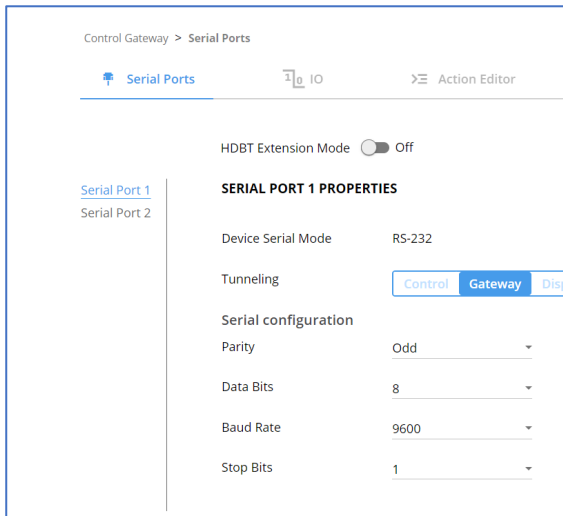 Control Gateway > Serial Ports
Serial Ports IO Action Editor
HDBT Extension Mode Off
Serial Port 1
Serial Port 2
SERIAL PORT 1 PROPERTIES
Device Serial Mode RS-232
Tunneling Control Gateway Disp
Serial configuration
Parity Odd
Data Bits 8
Baud Rate 9600
Stop Bits 1